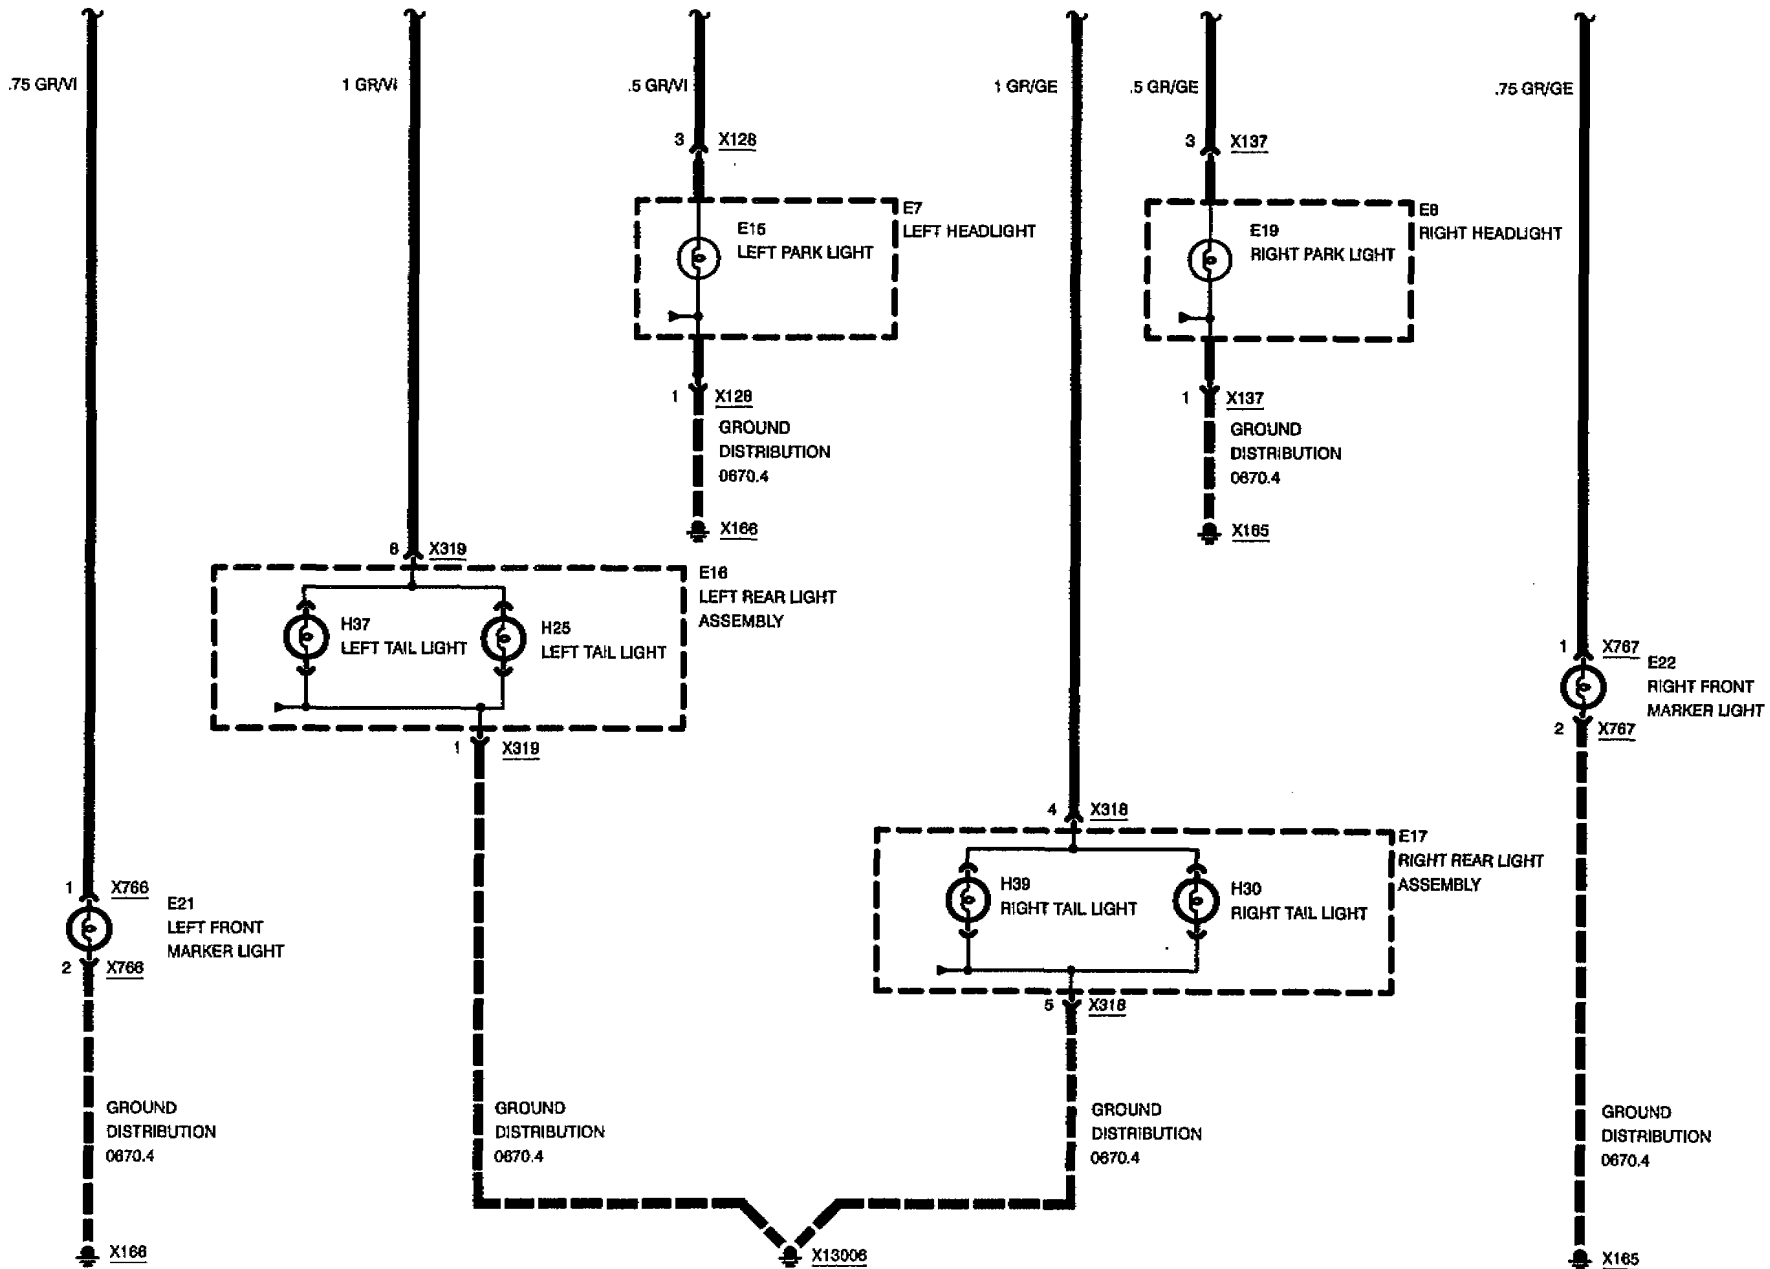 .75 GR/VI
1 GR/VI
.5 GR/VI
1 GR/GE
.5 GR/GE
.75 GR/GE
3 X128
3 X137
E7
LEFT HEADLIGHT
E15
LEFT PARK LIGHT
E8
RIGHT HEADLIGHT
E19
RIGHT PARK LIGHT
1 X128
GROUND
DISTRIBUTION
0670.4
X166
1 X137
GROUND
DISTRIBUTION
0670.4
X165
6 X319
E16
LEFT REAR LIGHT
ASSEMBLY
H37
LEFT TAIL LIGHT
H25
LEFT TAIL LIGHT
1 X319
1 X767
E22
RIGHT FRONT
MARKER LIGHT
2 X767
4 X318
E17
RIGHT REAR LIGHT
ASSEMBLY
H39
RIGHT TAIL LIGHT
H30
RIGHT TAIL LIGHT
5 X318
1 X766
E21
LEFT FRONT
MARKER LIGHT
2 X766
GROUND
DISTRIBUTION
0670.4
GROUND
DISTRIBUTION
0670.4
GROUND
DISTRIBUTION
0670.4
GROUND
DISTRIBUTION
0670.4
X166
X13006
X165